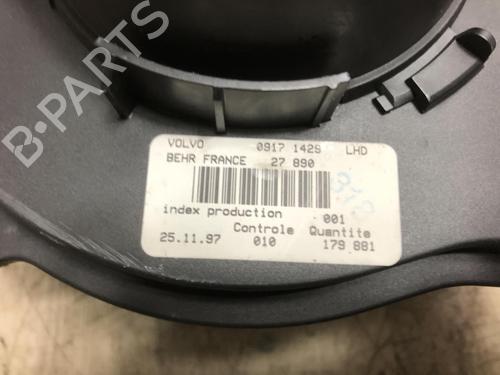 B-PARTS
VOLVO 0917 1429 LHD
BEHR FRANCE 27 890
index production 001
Controle Quantite
25.11.97 010 179 881